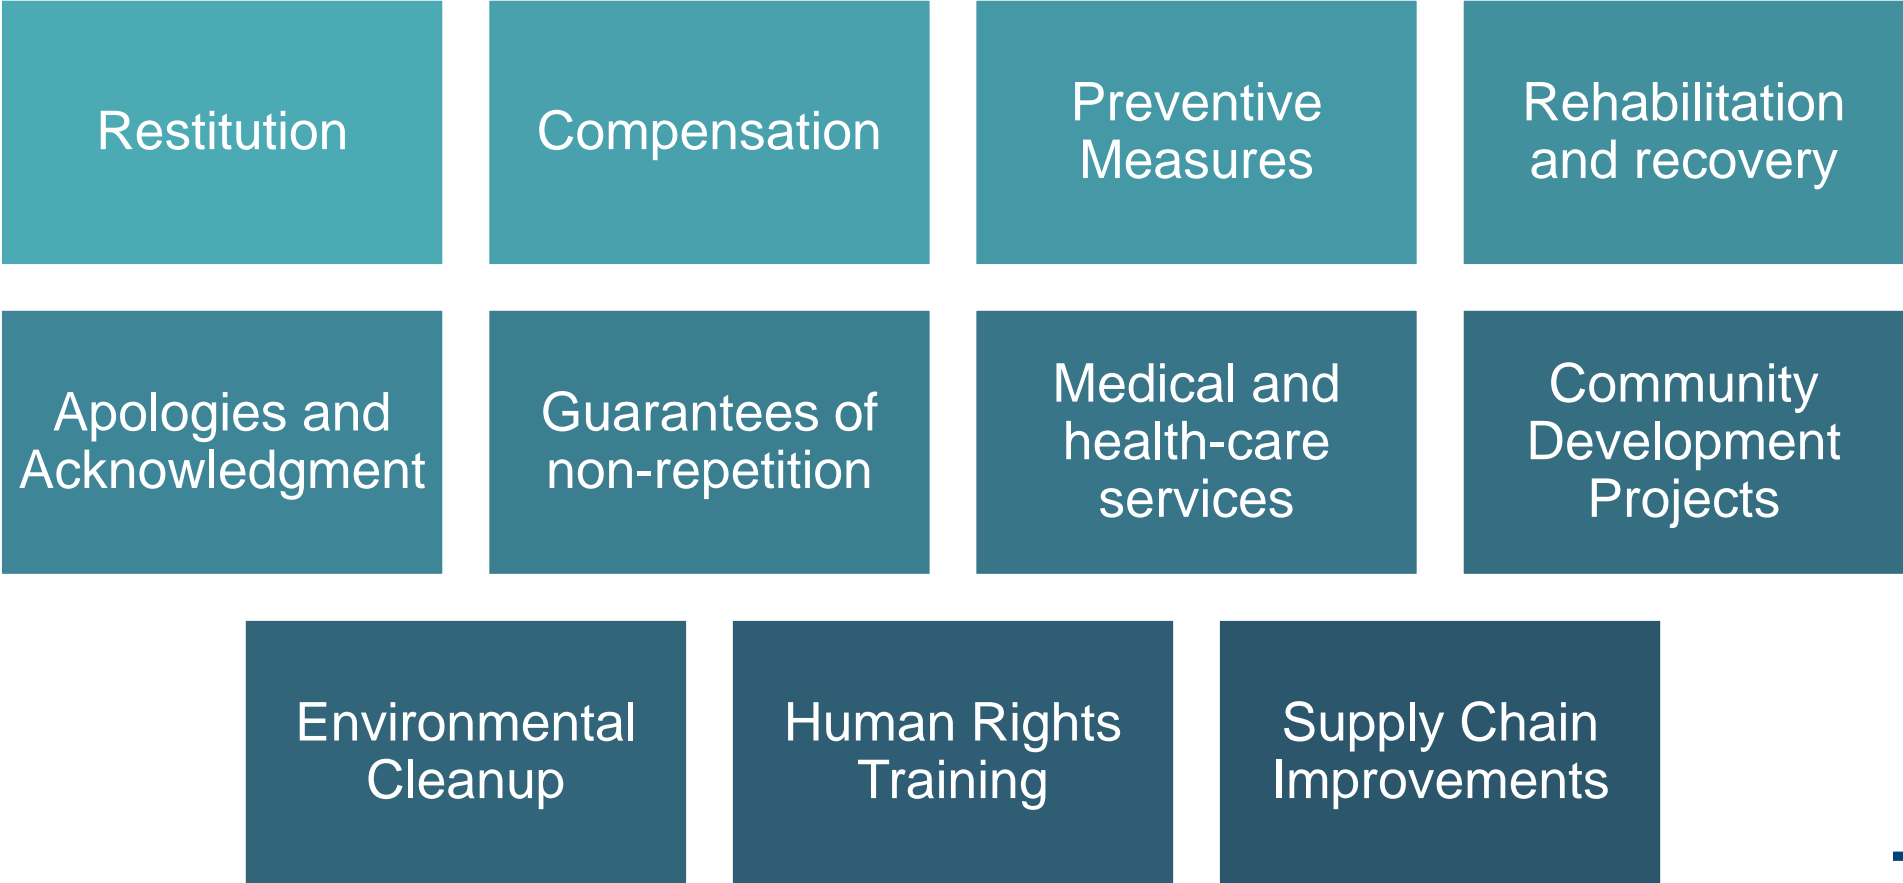 Restitution
Compensation
Preventive
Measures
Rehabilitation
and recovery
Apologies and
Acknowledgment
Guarantees of
non-repetition
Medical and
health-care
services
Community
Development
Projects
Environmental
Cleanup
Human Rights
Training
Supply Chain
Improvements